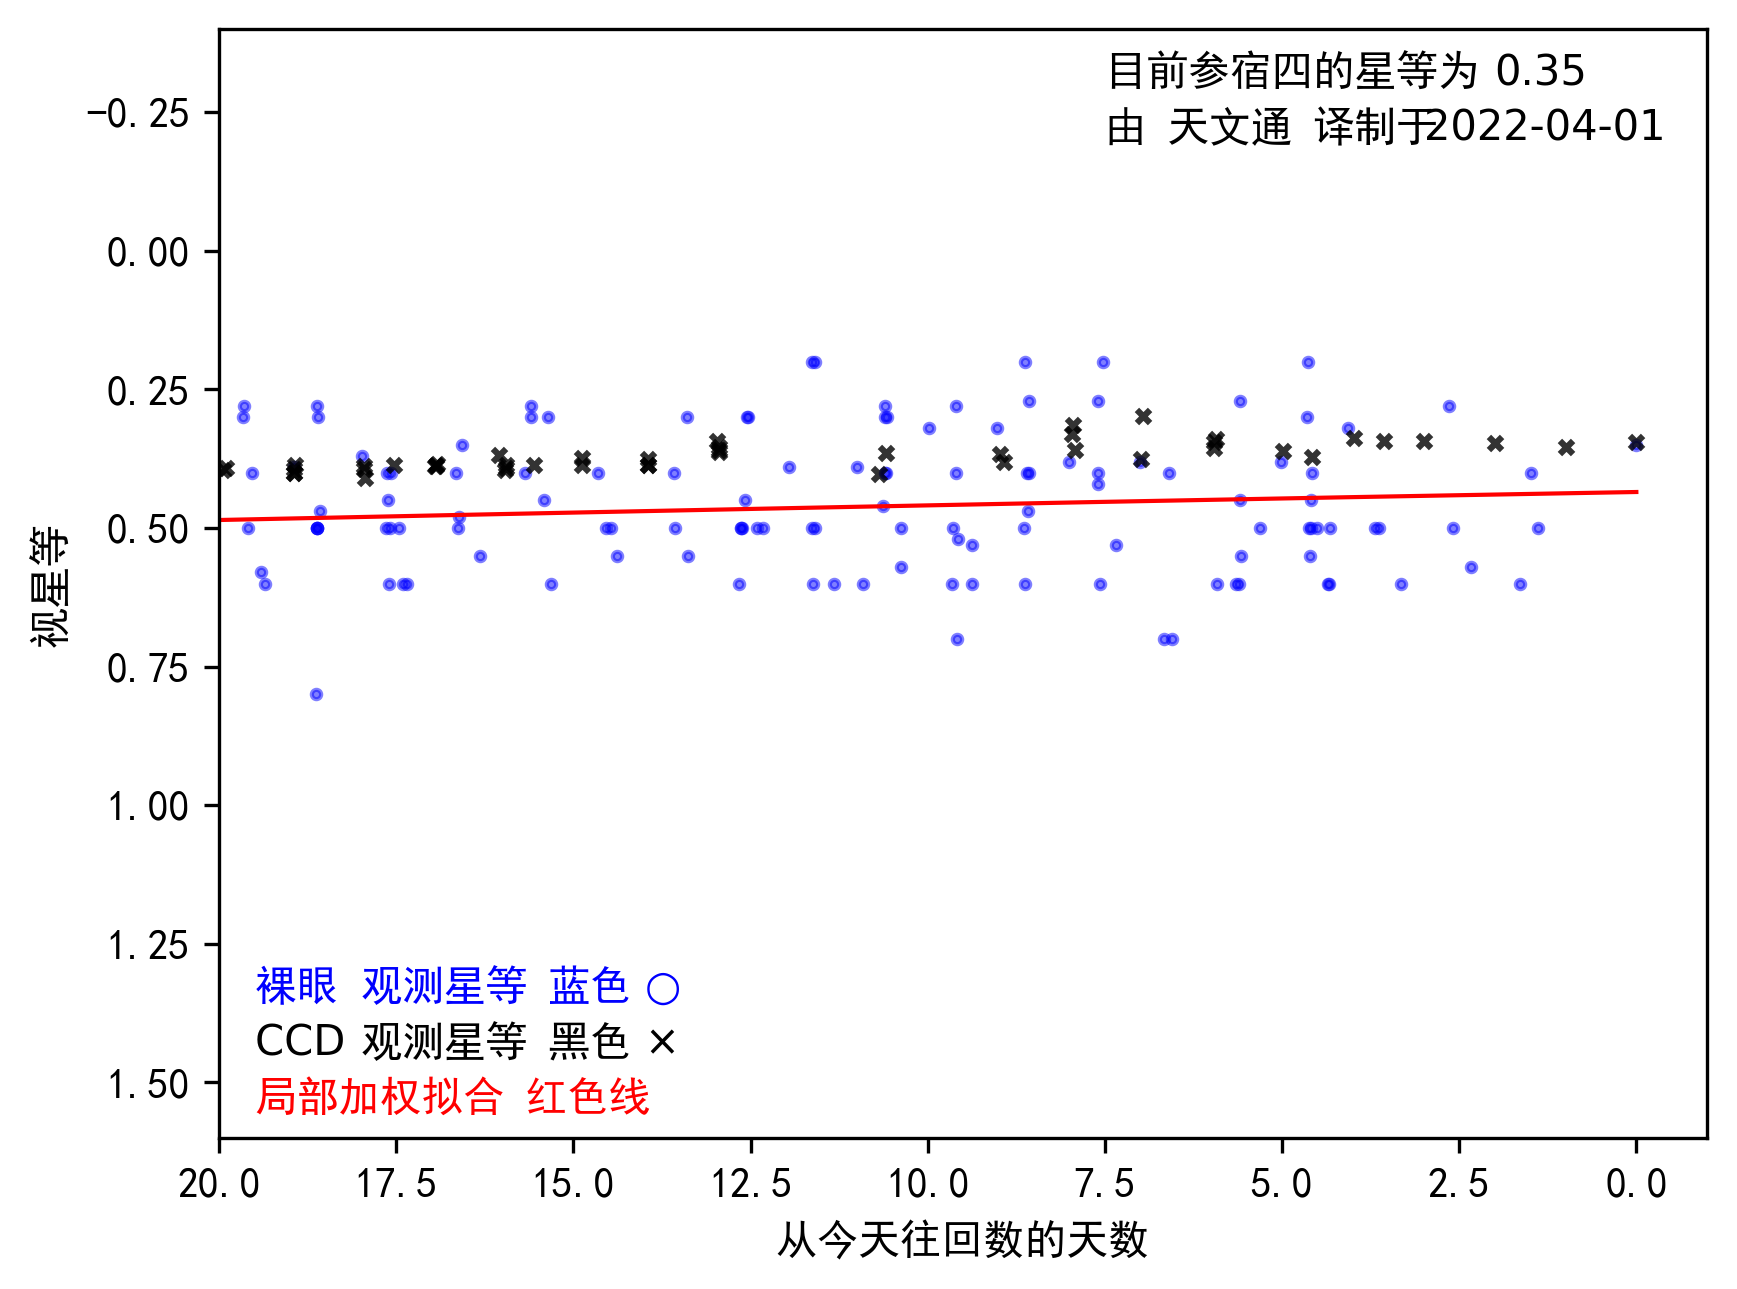 目前参宿四的星等为 0.35
由 天文通 译制于2022-04-01
−0.25
0.00
0.25
0.50
0.75
1.00
1.25
1.50
视星等
裸眼 观测星等 蓝色 ○
CCD 观测星等 黑色 ×
局部加权拟合 红色线
20.0 17.5 15.0 12.5 10.0 7.5 5.0 2.5 0.0
从今天往回数的天数